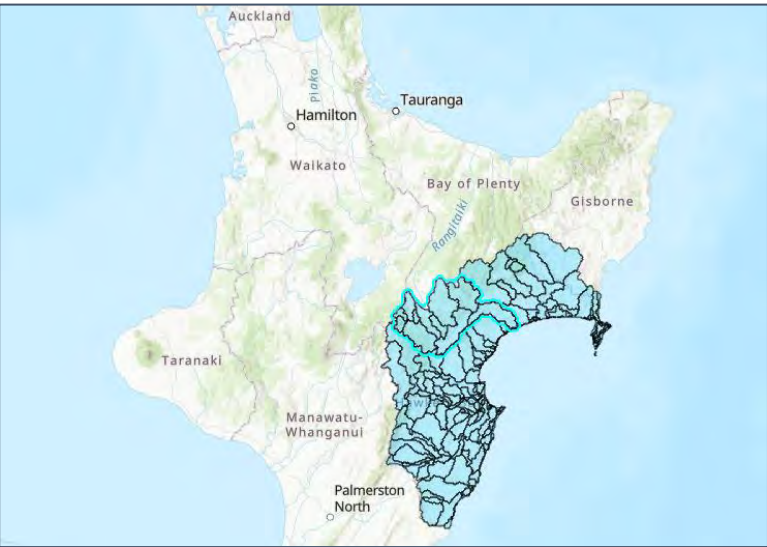 Auckland
Piako
Tauranga
Hamilton
Waikato
Bay of Plenty
Gisborne
Rangitaiki
Taranaki
Manawatu-
Whanganui
Palmerston
North